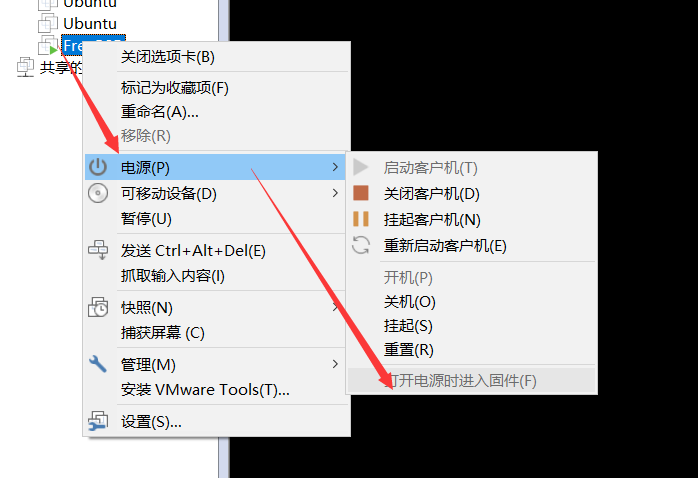 Ubuntu
Ubuntu
共享的
关闭选项卡(B)
标记为收藏项(F)
重命名(A)...
移除(R)
电源(P)
可移动设备(D)
暂停(U)
发送 Ctrl+Alt+Del(E)
抓取输入内容(I)
快照(N)
捕获屏幕 (C)
管理(M)
安装 VMware Tools(T)...
设置(S)...
启动客户机(T)
关闭客户机(D)
挂起客户机(N)
重新启动客户机(E)
开机(P)
关机(O)
挂起(S)
重置(R)
打开电源时进入固件(F)